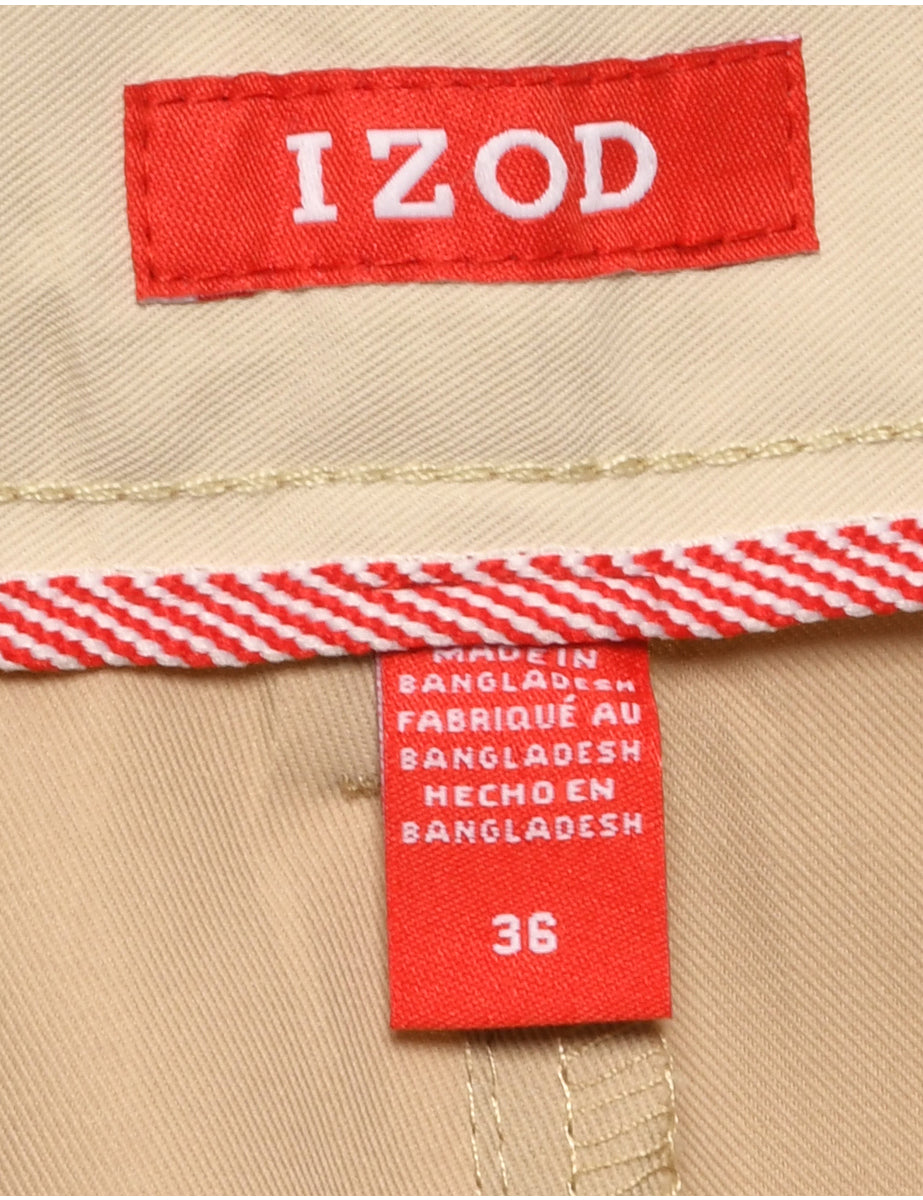 IZOD
MADE IN
BANGLADESH
FABRIQUÉ AU
BANGLADESH
HECHO EN
BANGLADESH
36